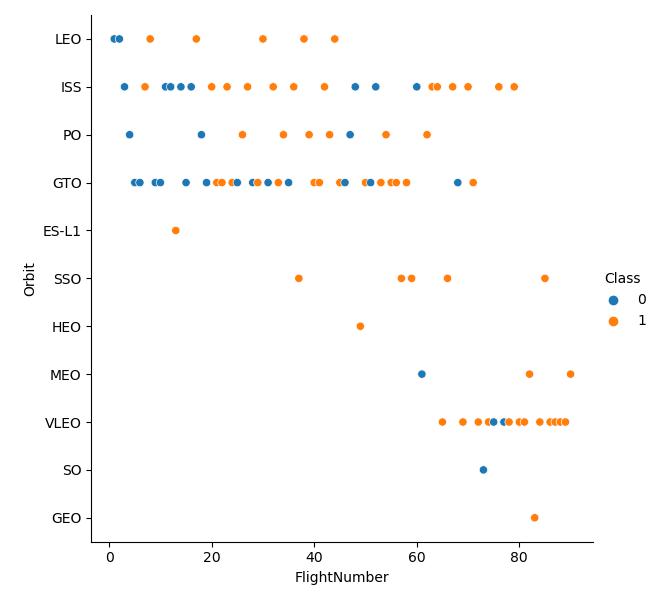 LEO
ISS
PO
GTO
ES-L1
SSO
HEO
MEO
VLEO
SO
GEO
Orbit
0
20
40
60
80
FlightNumber
Class
0
1